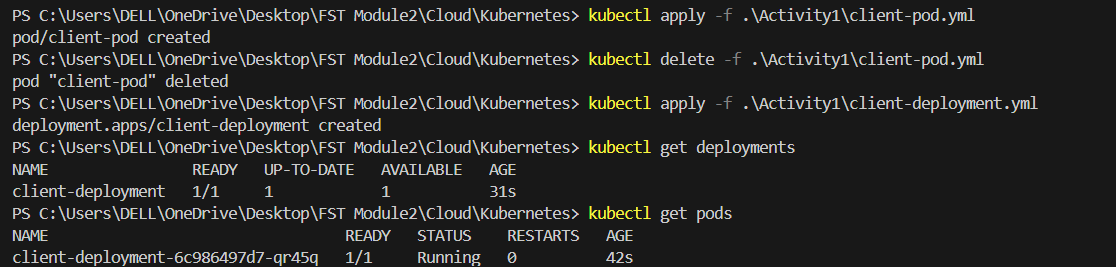 PS C:\Users\DELL\OneDrive\Desktop\FST Module2\Cloud\Kubernetes> kubectl apply -f .\Activity1\client-pod.yml
pod/client-pod created
PS C:\Users\DELL\OneDrive\Desktop\FST Module2\Cloud\Kubernetes> kubectl delete -f .\Activity1\client-pod.yml
pod "client-pod" deleted
PS C:\Users\DELL\OneDrive\Desktop\FST Module2\Cloud\Kubernetes> kubectl apply -f .\Activity1\client-deployment.yml
deployment.apps/client-deployment created
PS C:\Users\DELL\OneDrive\Desktop\FST Module2\Cloud\Kubernetes> kubectl get deployments
NAME                READY   UP-TO-DATE   AVAILABLE   AGE
client-deployment   1/1     1            1           31s
PS C:\Users\DELL\OneDrive\Desktop\FST Module2\Cloud\Kubernetes> kubectl get pods
NAME                                 READY   STATUS    RESTARTS   AGE
client-deployment-6c986497d7-qr45q   1/1     Running   0          42s